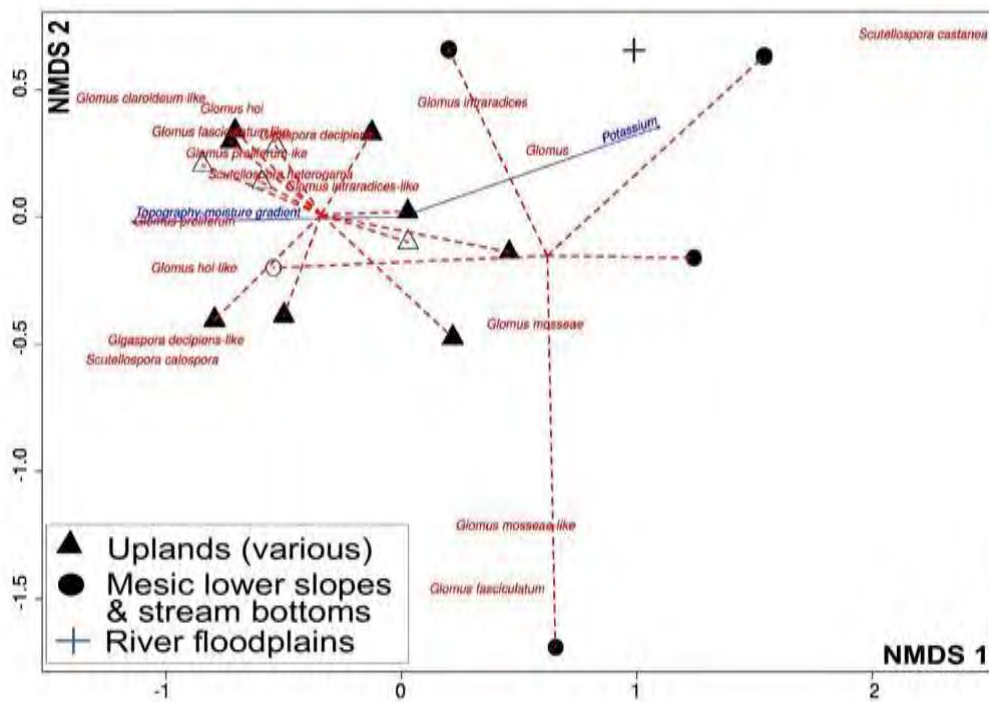 NMDS 2
Scutellospora castanea
0.5
Glomus claroideum-like
Glomus hoi
Glomus intraradices
Glomus fasciculatum-like
Gigaspora decipiens
Potassium
Glomus
Glomus proliferum-like
Scutellospora heterogama
Glomus intraradices-like
0.0
Topography-moisture gradient
Glomus proliferum
Glomus hoi-like
-0.5
Glomus mosseae
Gigaspora decipiens-like
Scutellospora calospora
-1.0
Glomus mosseae-like
Glomus fasciculatum
-1.5
Uplands (various)
Mesic lower slopes
& stream bottoms
River floodplains
NMDS 1
-1 0 1 2